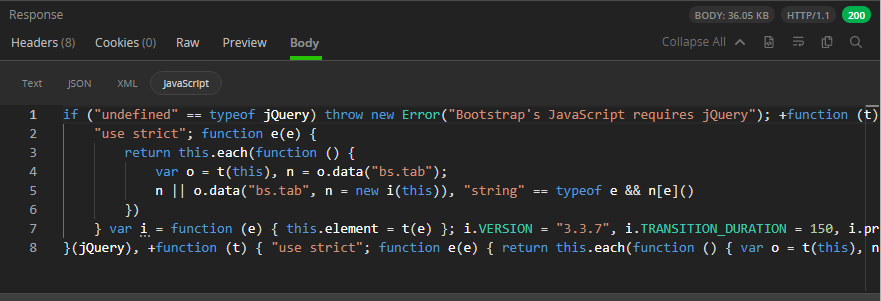 Response BODY: 36.05 KB HTTP/1.1 200
Headers (8) Cookies (0) Raw Preview Body Collapse All
Text JSON XML JavaScript
1 if ("undefined" == typeof jQuery) throw new Error("Bootstrap's JavaScript requires jQuery"); +function (t)
2 "use strict"; function e(e) {
3 return this.each(function () {
4 var o = t(this), n = o.data("bs.tab");
5 n || o.data("bs.tab", n = new i(this)), "string" == typeof e && n[e]()
6 })
7 } var i = function (e) { this.element = t(e) }; i.VERSION = "3.3.7", i.TRANSITION_DURATION = 150, i.pr
8 }(jQuery), +function (t) { "use strict"; function e(e) { return this.each(function () { var o = t(this), n